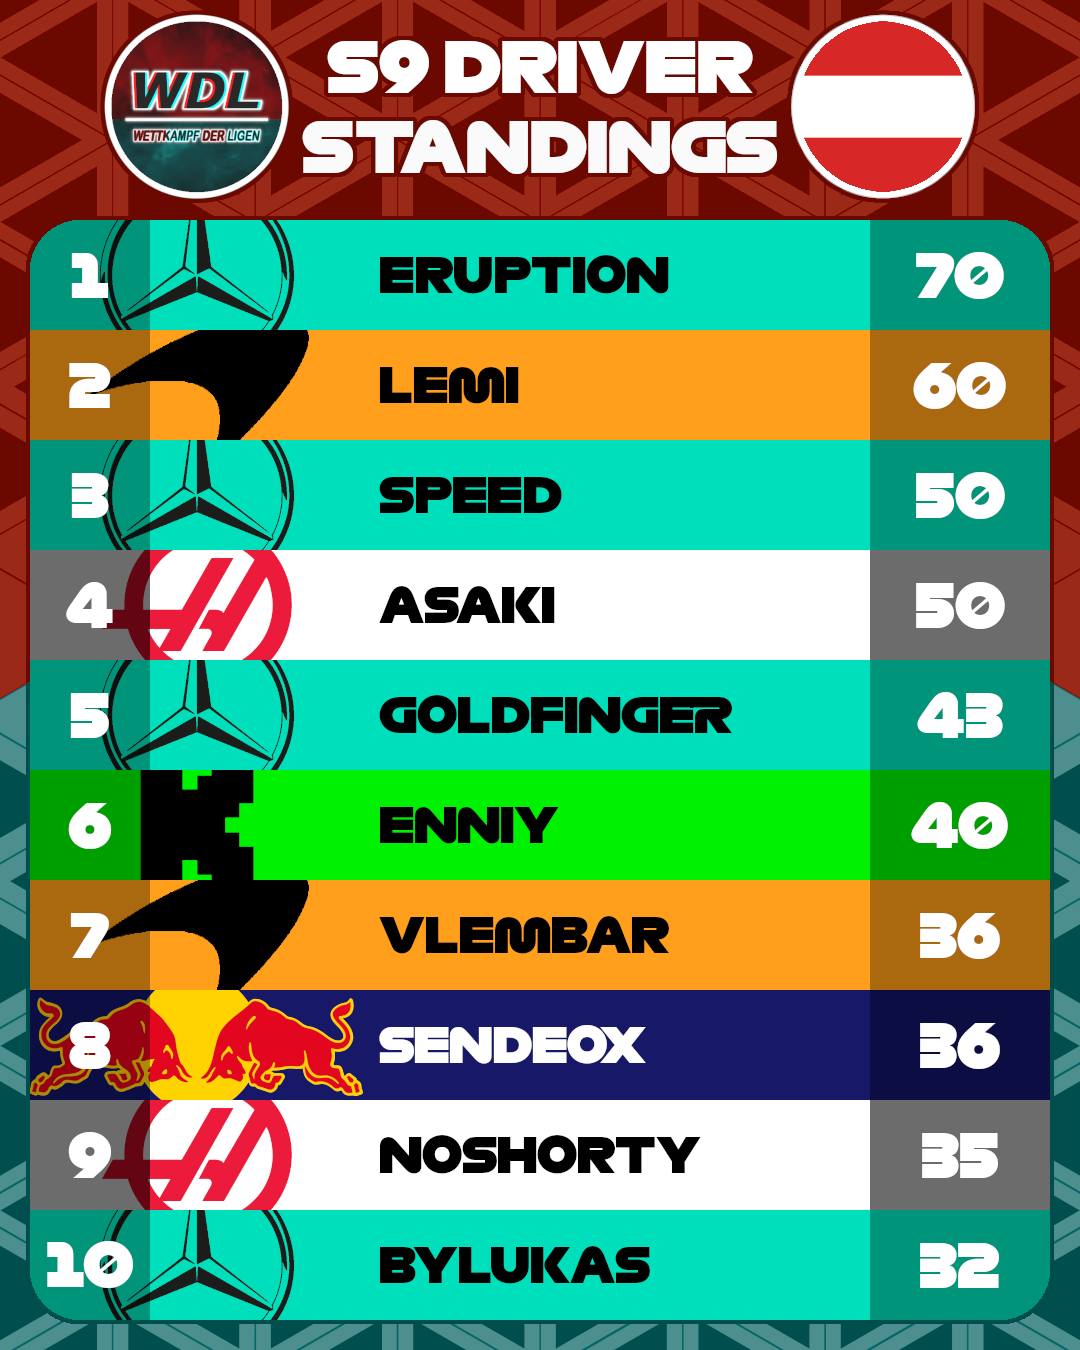 WDL
WETTKAMPF DER LIGEN
S9 DRIVER
STANDINGS
1 ERUPTION 70
2 LEMI 60
3 SPEED 50
4 ASAKI 50
5 GOLDFINGER 43
6 ENNIY 40
7 VLEMBAR 36
8 SENDEOX 36
9 NOSHORTY 35
10 BYLUKAS 32